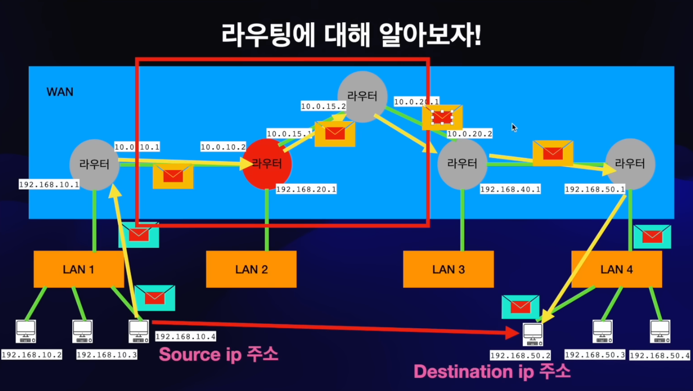 라우팅에 대해 알아보자!
WAN
라우터
10.0.15.2
10.0.20.1
10.0.10.1
10.0.10.2
10.0.15.1
10.0.20.2
라우터
라우터
라우터
라우터
192.168.10.1
192.168.20.1
192.168.40.1
192.168.50.1
LAN 1
LAN 2
LAN 3
LAN 4
192.168.10.2
192.168.10.3
192.168.10.4
192.168.50.2
192.168.50.3
192.168.50.4
Source ip 주소
Destination ip 주소